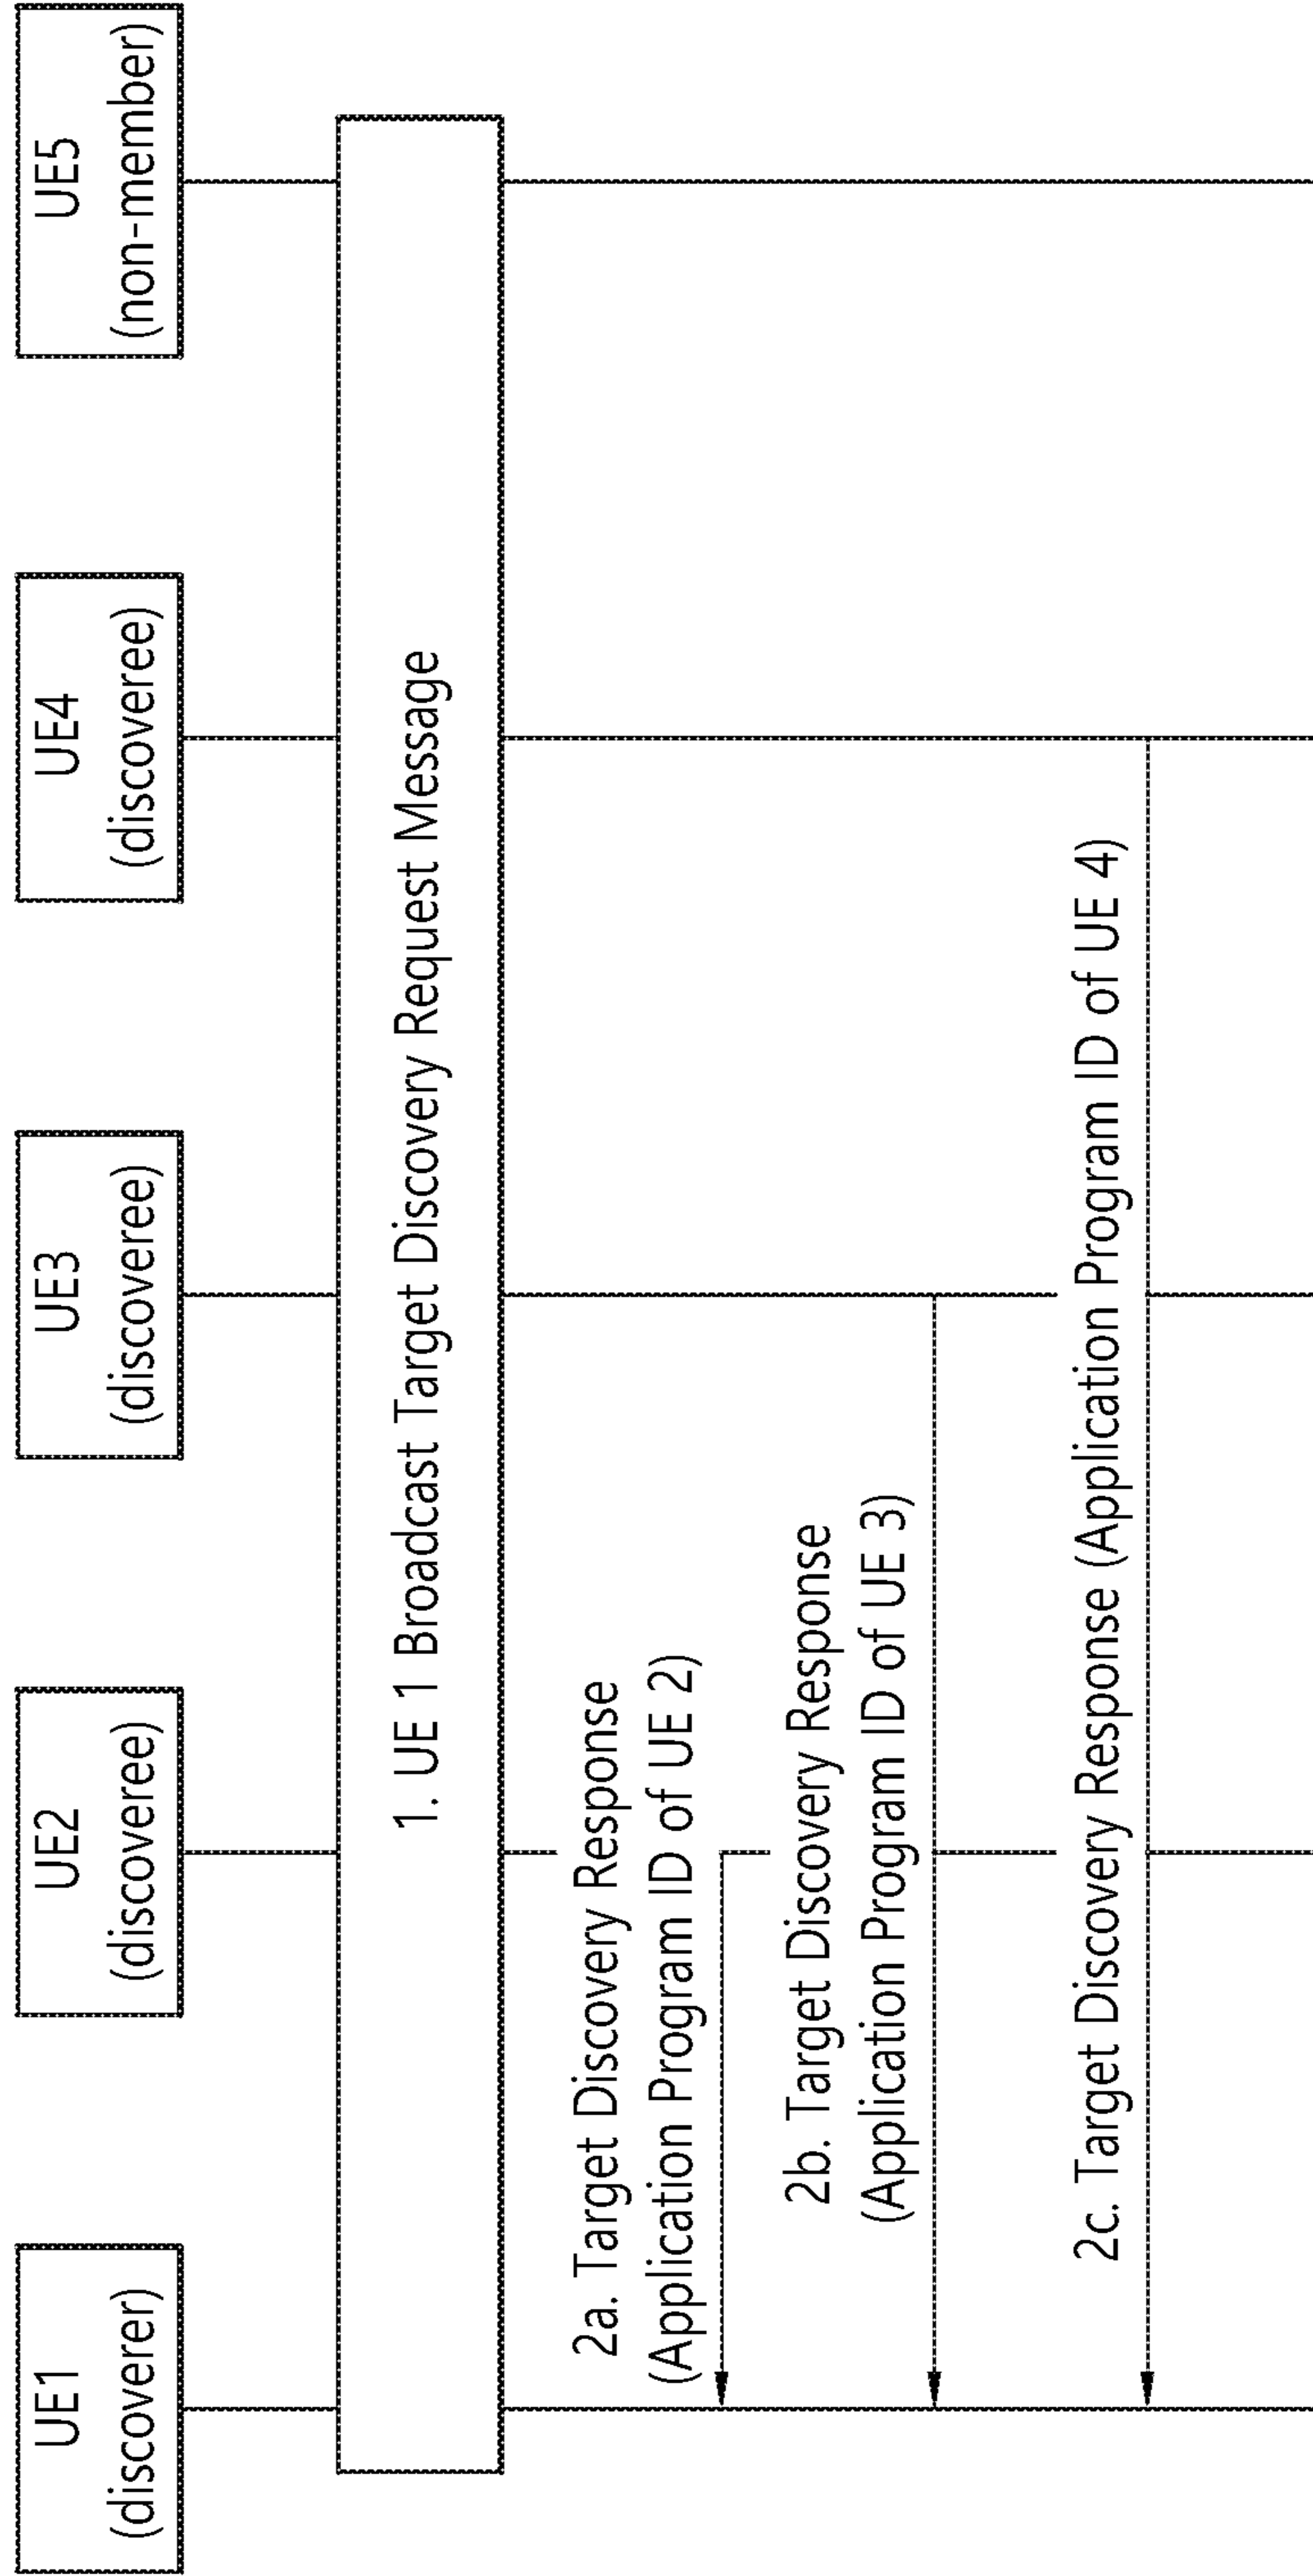 UE1
(discoverer)
UE2
(discoveree)
UE3
(discoveree)
UE4
(discoveree)
UE5
(non-member)
1. UE 1 Broadcast Target Discovery Request Message
2a. Target Discovery Response
(Application Program ID of UE 2)
2b. Target Discovery Response
(Application Program ID of UE 3)
2c. Target Discovery Response (Application Program ID of UE 4)